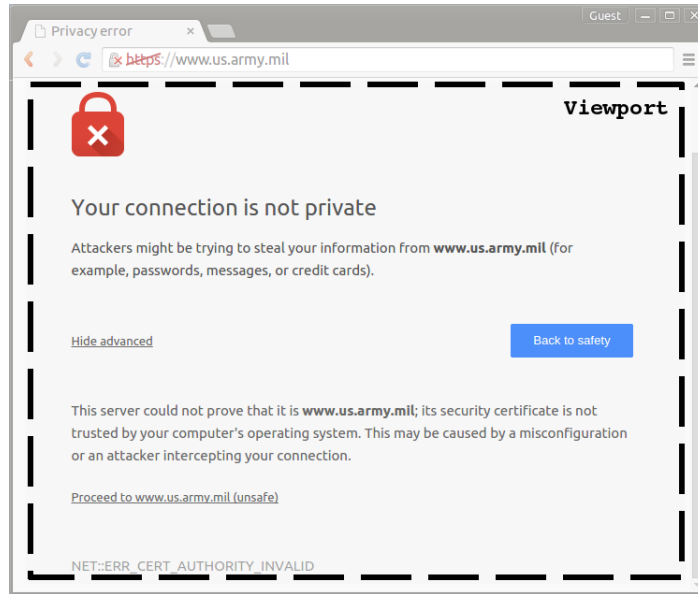 Guest
Privacy error
https://www.us.army.mil
Viewport
Your connection is not private
Attackers might be trying to steal your information from www.us.army.mil (for
example, passwords, messages, or credit cards).
Hide advanced
Back to safety
This server could not prove that it is www.us.army.mil; its security certificate is not
trusted by your computer's operating system. This may be caused by a misconfiguration
or an attacker intercepting your connection.
Proceed to www.us.army.mil (unsafe)
NET::ERR_CERT_AUTHORITY_INVALID